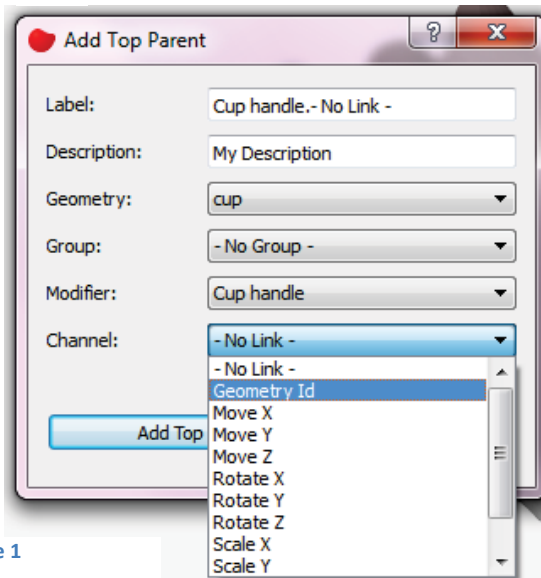 Add Top Parent
Label: Cup handle.- No Link -
Description: My Description
Geometry: cup
Group: - No Group -
Modifier: Cup handle
Channel: - No Link -
- No Link -
Geometry Id
Move X
Move Y
Add Top
Move Z
Rotate X
Rotate Y
Rotate Z
Scale X
Scale Y
e 1